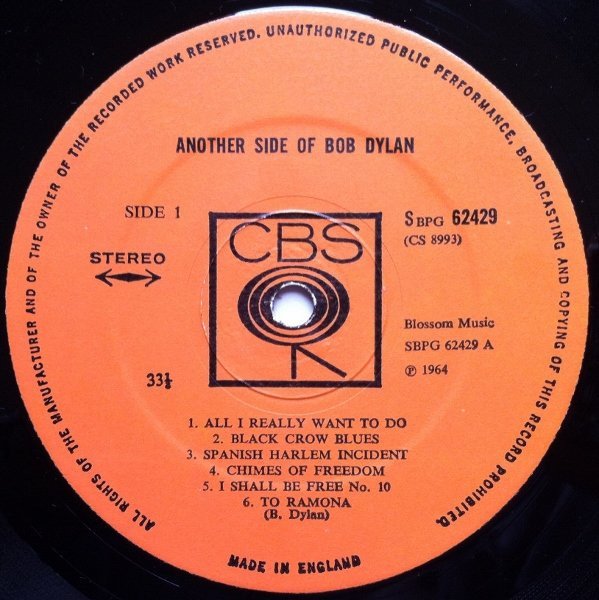 ALL RIGHTS OF THE MANUFACTURER AND OF THE OWNER OF THE RECORDED WORK RESERVED. UNAUTHORIZED PUBLIC PERFORMANCE, BROADCASTING AND COPYING OF THIS RECORD PROHIBITED.
ANOTHER SIDE OF BOB DYLAN
SIDE 1
S BPG 62429
(CS 8993)
CBS
STEREO
Blossom Music
SBPG 62429 A
33⅓
℗ 1964
1. ALL I REALLY WANT TO DO
2. BLACK CROW BLUES
3. SPANISH HARLEM INCIDENT
4. CHIMES OF FREEDOM
5. I SHALL BE FREE No. 10
6. TO RAMONA
(B. Dylan)
MADE IN ENGLAND